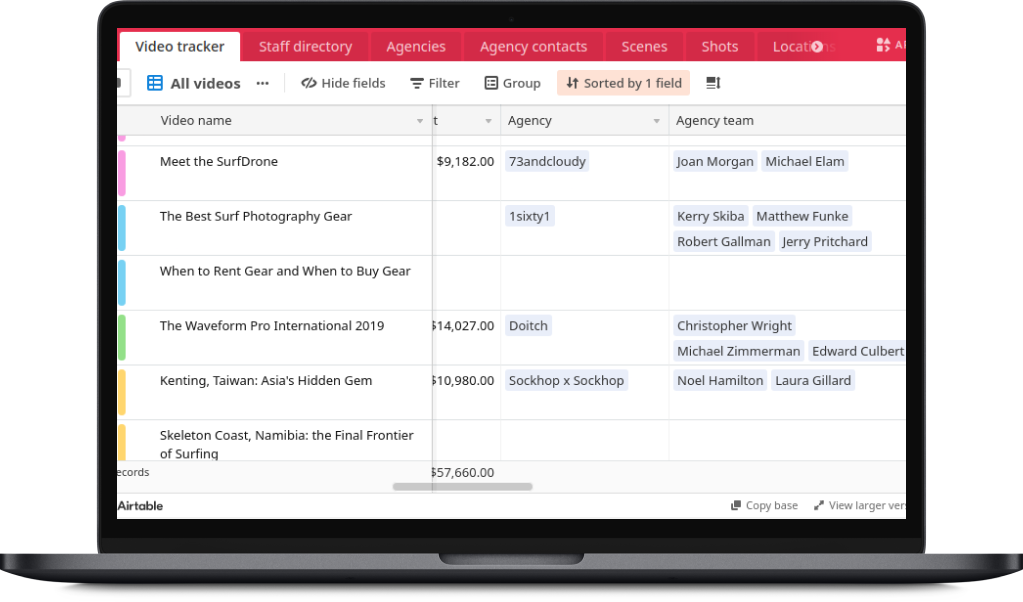 Video tracker Staff directory Agencies Agency contacts Scenes Shots Locations
All videos ... Hide fields Filter Group Sorted by 1 field
Video name t Agency Agency team
Meet the SurfDrone $9,182.00 73andcloudy Joan Morgan Michael Elam
The Best Surf Photography Gear 1sixty1 Kerry Skiba Matthew Funke
Robert Gallman Jerry Pritchard
When to Rent Gear and When to Buy Gear
The Waveform Pro International 2019 $14,027.00 Doitch Christopher Wright
Michael Zimmerman Edward Culbert
Kenting, Taiwan: Asia's Hidden Gem $10,980.00 Sockhop x Sockhop Noel Hamilton Laura Gillard
Skeleton Coast, Namibia: the Final Frontier
of Surfing
ecords $57,660.00
Airtable Copy base View larger ver